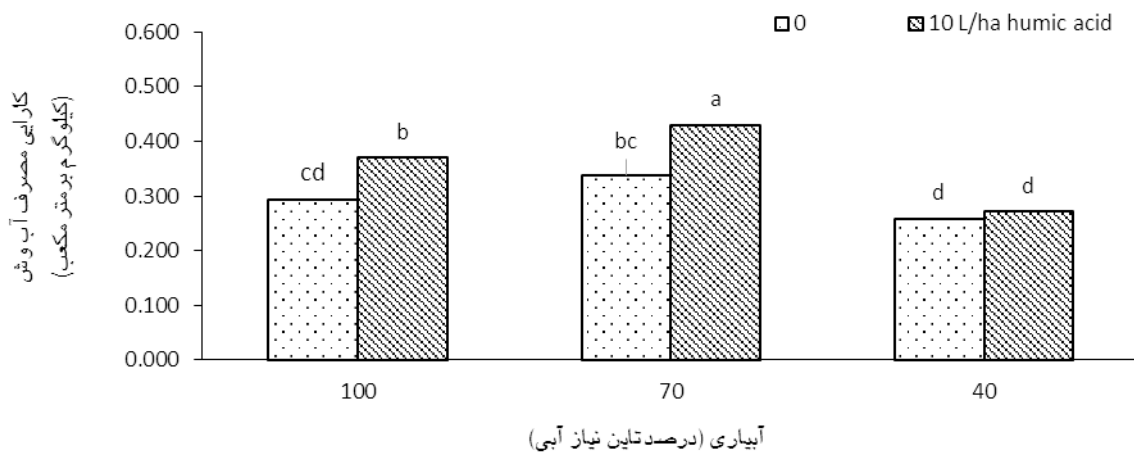 0.600
0
10 L/ha humic acid
0.500
0.400
0.300
0.200
0.100
0.000
cd
b
bc
a
d
d
100
70
40
کارایی مصرف آب وش
(کیلوگرم بر متر مکعب)
آبیاری (درصد تاین نیاز آبی)